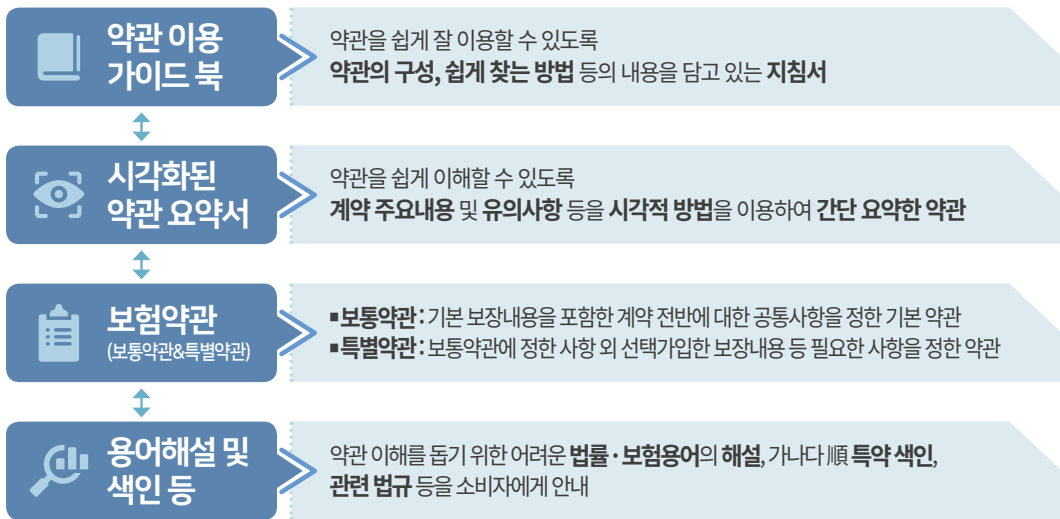 약관 이용
가이드 북
약관을 쉽게 잘 이용할 수 있도록
약관의 구성, 쉽게 찾는 방법 등의 내용을 담고 있는 지침서
시각화된
약관 요약서
약관을 쉽게 이해할 수 있도록
계약 주요내용 및 유의사항 등을 시각적 방법을 이용하여 간단 요약한 약관
보험약관
(보통약관&특별약관)
▪보통약관 : 기본 보장내용을 포함한 계약 전반에 대한 공통사항을 정한 기본 약관
▪특별약관 : 보통약관에 정한 사항 외 선택가입한 보장내용 등 필요한 사항을 정한 약관
용어해설 및
색인 등
약관 이해를 돕기 위한 어려운 법률·보험용어의 해설, 가나다 順 특약 색인,
관련 법규 등을 소비자에게 안내